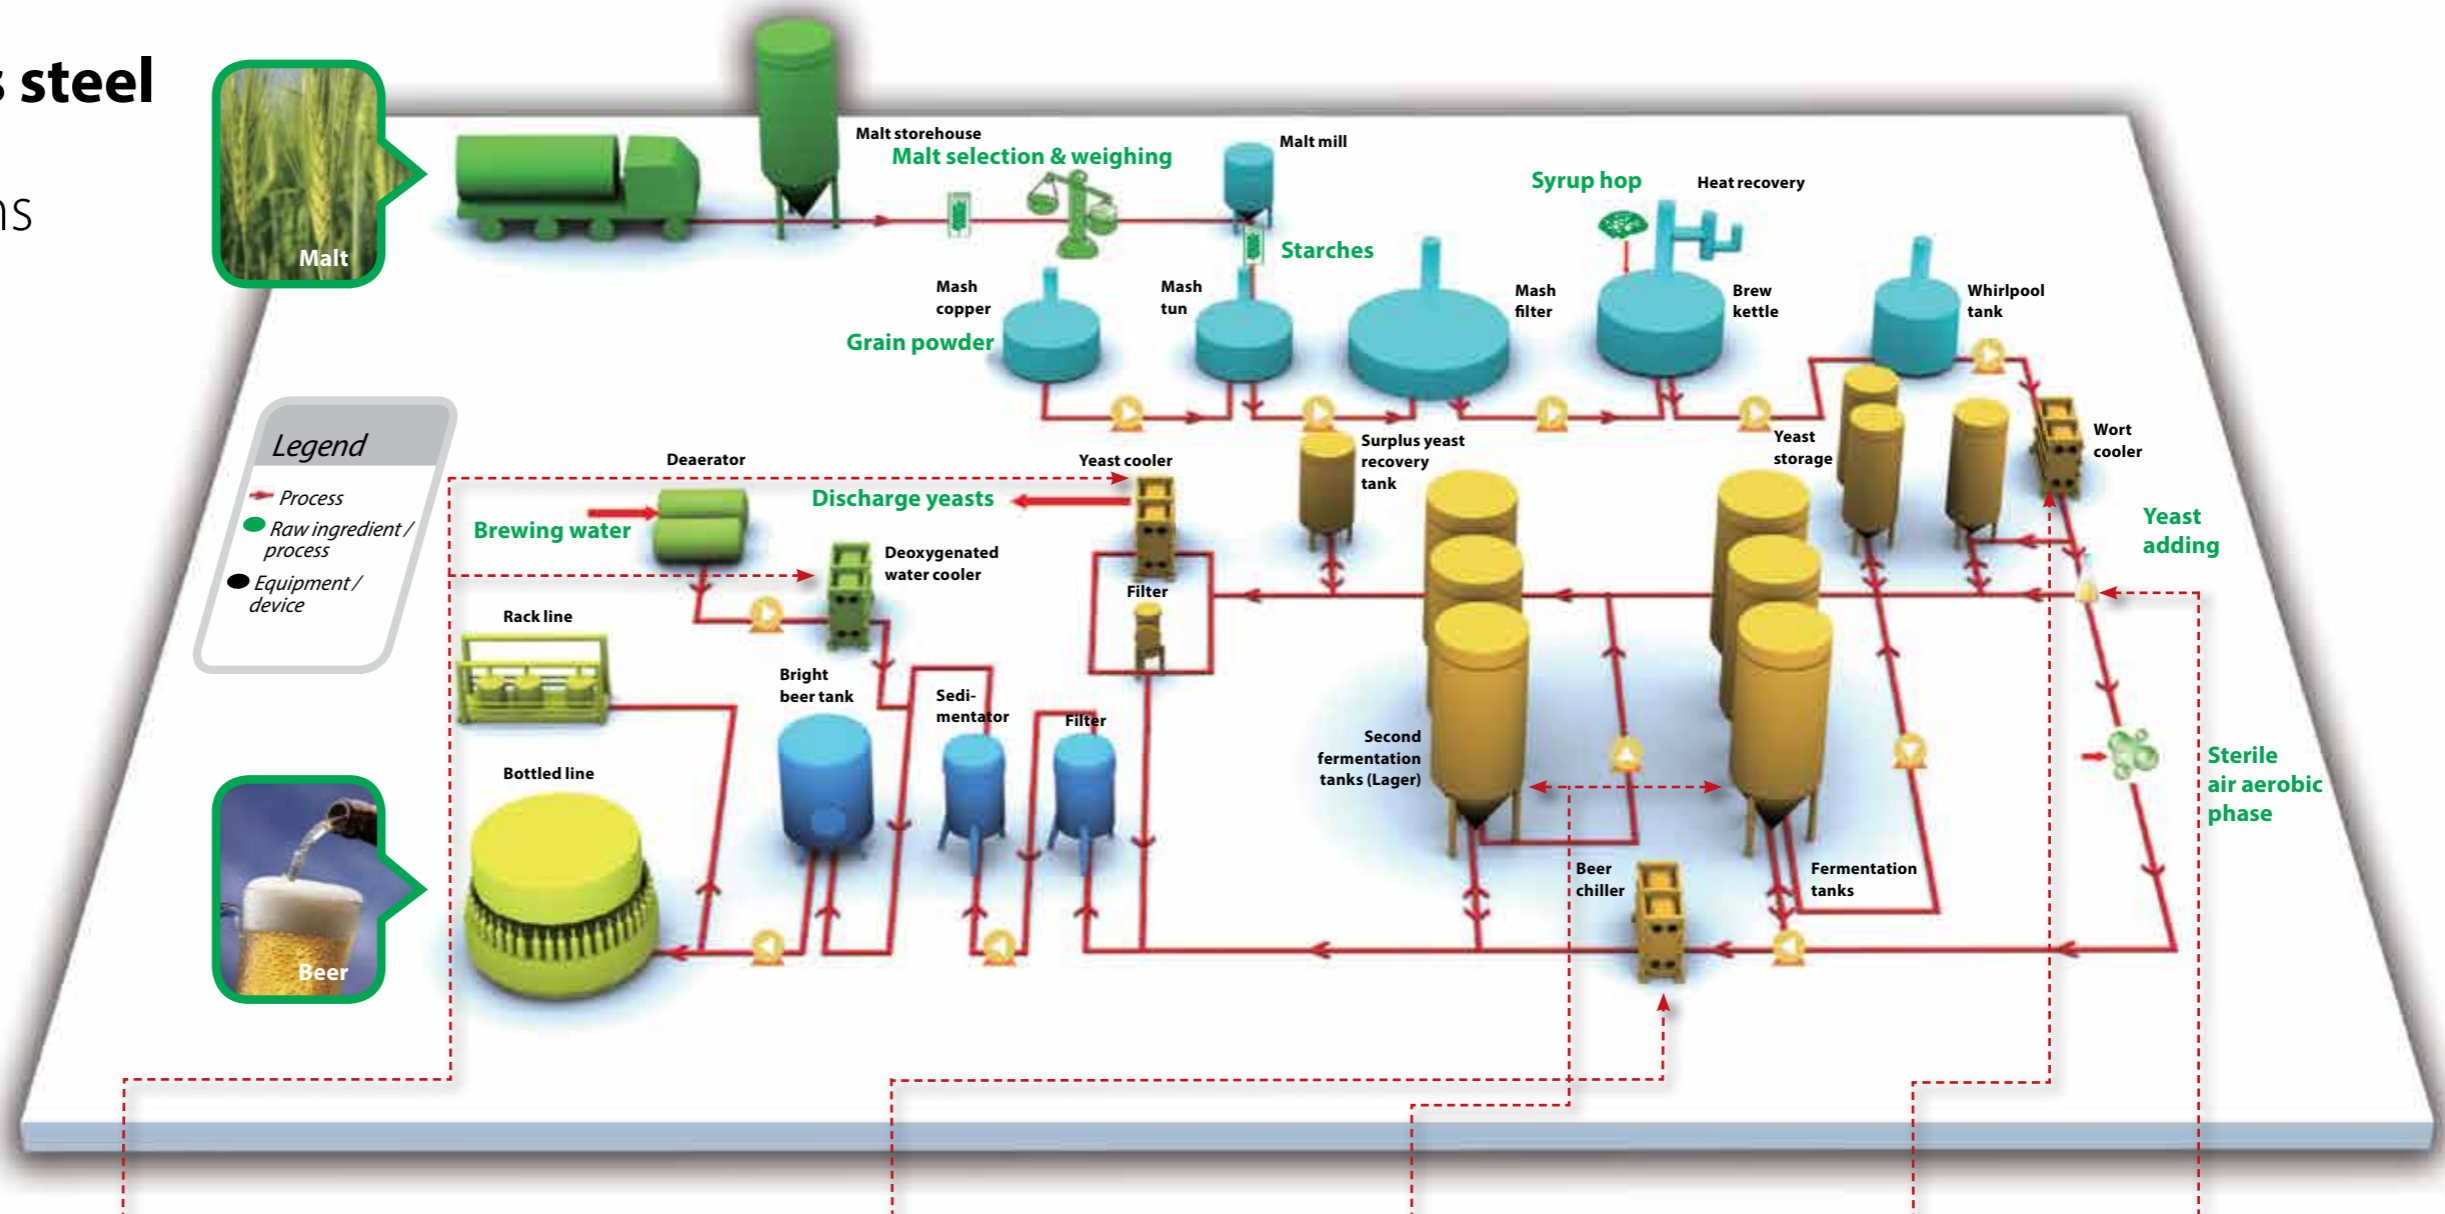 s steel
ns
Malt
Malt storehouse
Malt selection & weighing
Malt mill
Starches
Syrup hop
Heat recovery
Mash
copper
Grain powder
Mash
tun
Mash
filter
Brew
kettle
Whirlpool
tank
Legend
Process
Raw ingredient /
process
Equipment /
device
Deaerator
Brewing water
Discharge yeasts
Yeast cooler
Deoxygenated
water cooler
Filter
Surplus yeast
recovery
tank
Yeast
storage
Wort
cooler
Yeast
adding
Rack line
Bright
beer tank
Sedi-
mentator
Filter
Second
fermentation
tanks (Lager)
Sterile
air aerobic
phase
Bottled line
Beer
chiller
Fermentation
tanks
Beer